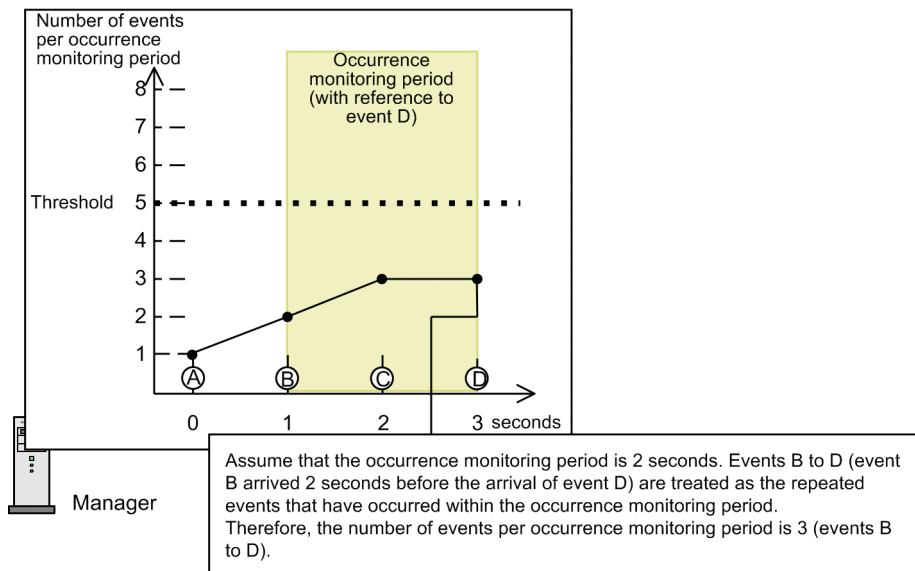 Number of events
per occurrence
monitoring period
Occurrence
monitoring period
(with reference to
event D)
8
7
6
Threshold 5
4
3
2
1
A B C D
0 1 2 3 seconds
Manager
Assume that the occurrence monitoring period is 2 seconds. Events B to D (event
B arrived 2 seconds before the arrival of event D) are treated as the repeated
events that have occurred within the occurrence monitoring period.
Therefore, the number of events per occurrence monitoring period is 3 (events B
to D).